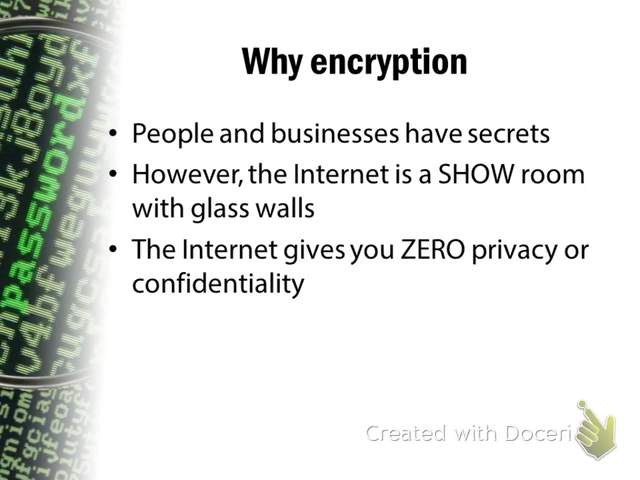 Why encryption
• People and businesses have secrets
• However, the Internet is a SHOW room
with glass walls
• The Internet gives you ZERO privacy or
confidentiality
password
Created with Doceri